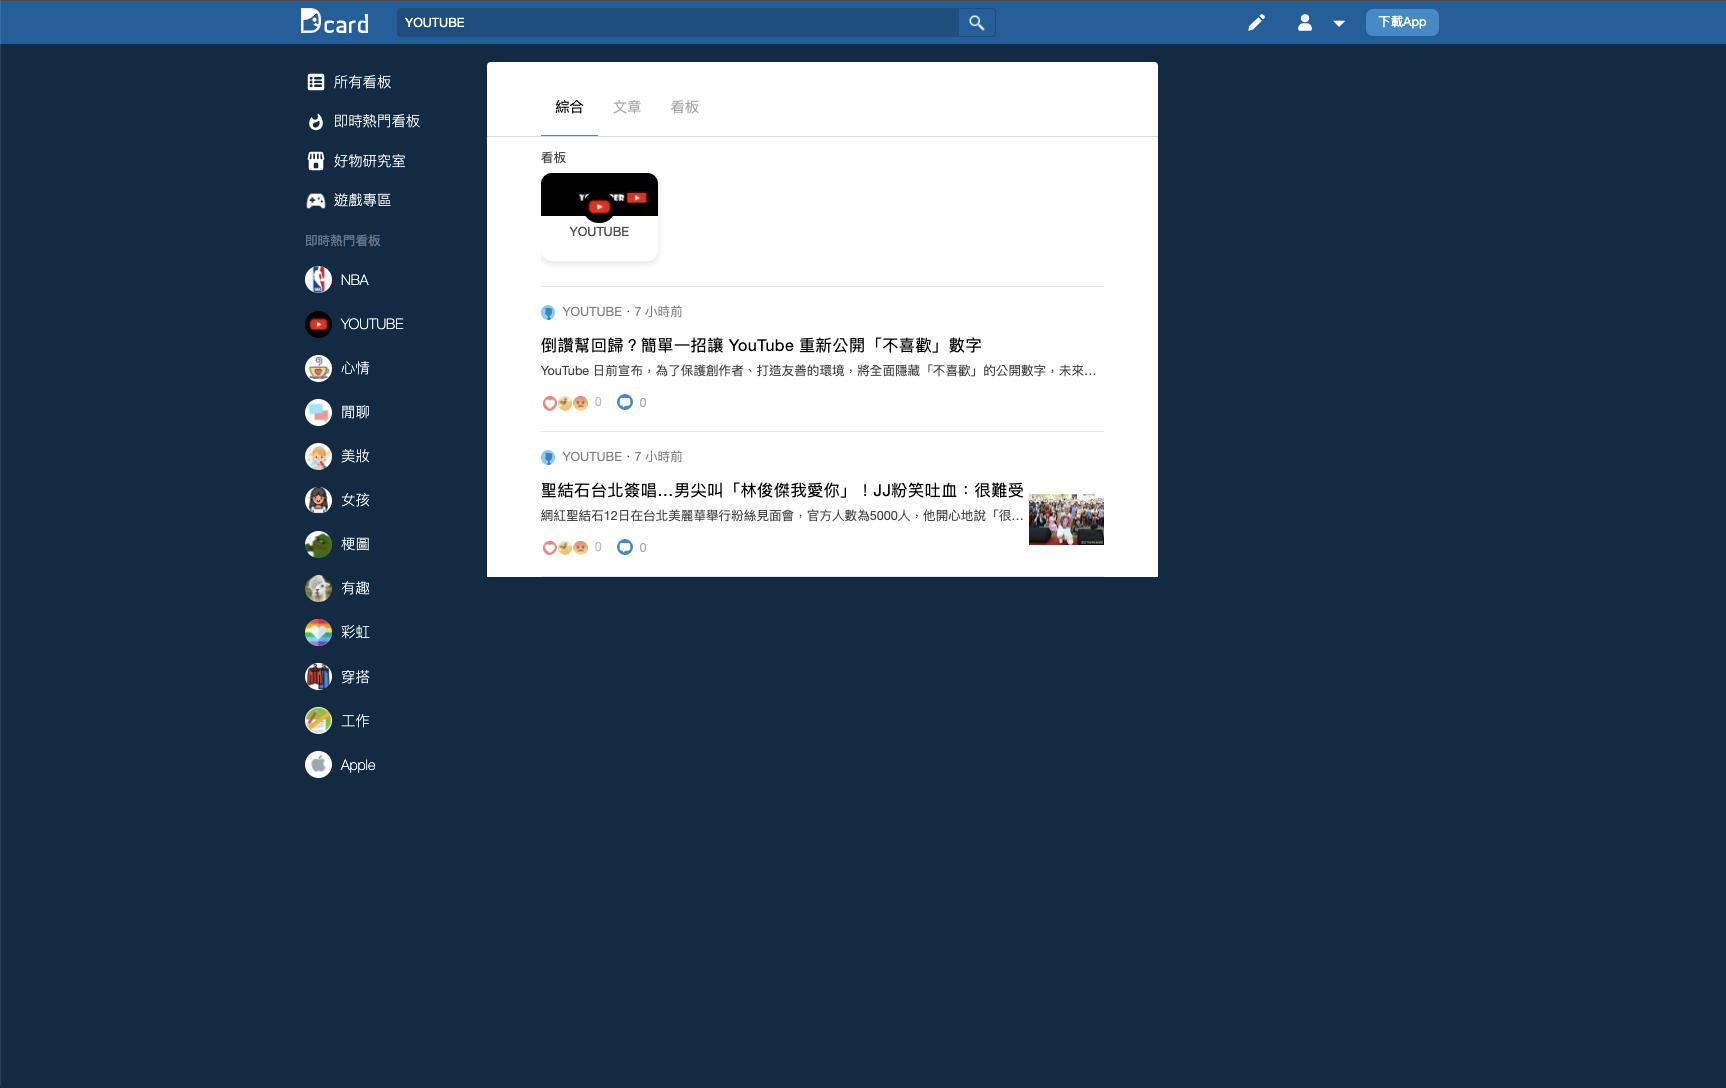 Dcard
YOUTUBE
下載App
所有看板
即時熱門看板
好物研究室
遊戲專區
即時熱門看板
NBA
YOUTUBE
心情
閒聊
美妝
女孩
梗圖
有趣
彩虹
穿搭
工作
Apple
綜合 文章 看板
看板
YOUTUBE
YOUTUBE・7 小時前
倒讚幫回歸？簡單一招讓 YouTube 重新公開「不喜歡」數字
YouTube 日前宣布，為了保護創作者、打造友善的環境，將全面隱藏「不喜歡」的公開數字，未來…
0 0
YOUTUBE・7 小時前
聖結石台北簽唱...男尖叫「林俊傑我愛你」！JJ粉笑吐血：很難受
網紅聖結石12日在台北美麗華舉行粉絲見面會，官方人數為5000人，他開心地說「很…
0 0